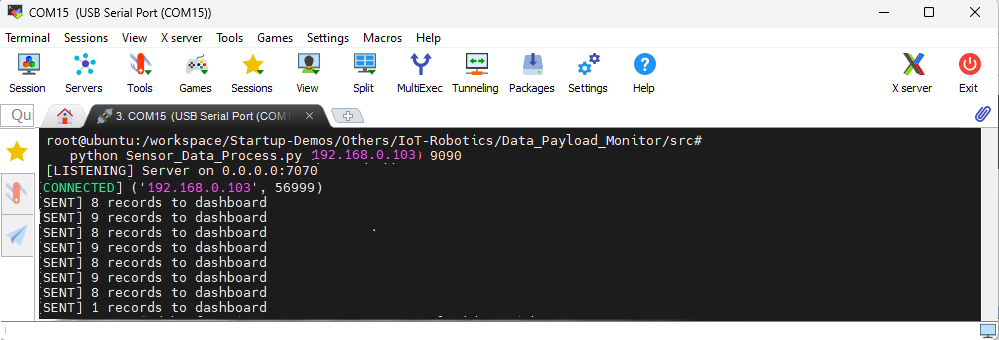 COM15 (USB Serial Port (COM15))
Terminal Sessions View X server Tools Games Settings Macros Help
Session Servers Tools Games Sessions View Split MultiExec Tunneling Packages Settings Help X server Exit
Qu
3. COM15 (USB Serial Port (COM1
root@ubuntu:/workspace/Startup-Demos/Others/IoT-Robotics/Data_Payload_Monitor/src#
python Sensor_Data_Process.py 192.168.0.103) 9090
[LISTENING] Server on 0.0.0.0:7070
CONNECTED] ('192.168.0.103', 56999)
SENT] 8 records to dashboard
SENT] 9 records to dashboard
SENT] 8 records to dashboard
SENT] 9 records to dashboard
SENT] 8 records to dashboard
SENT] 9 records to dashboard
SENT] 8 records to dashboard
SENT] 1 records to dashboard